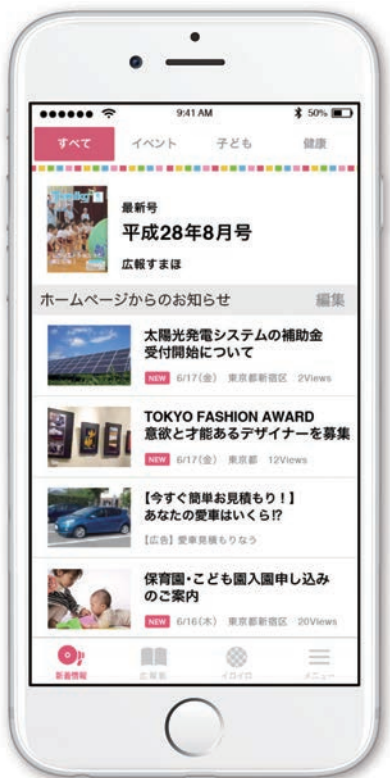 9:41 AM
50%
すべて
イベント
子ども
健康
最新号
平成28年8月号
広報すまほ
ホームページからのお知らせ
編集
太陽光発電システムの補助金
受付開始について
NEW 6/17(金) 東京都新宿区 2Views
TOKYO FASHION AWARD
意欲と才能あるデザイナーを募集
NEW 6/17(金) 東京都 12Views
【今すぐ簡単お見積もり！】
あなたの愛車はいくら!?
【広告】愛車見積もりなう
保育園・こども園入園申し込み
のご案内
NEW 6/16(木) 東京都新宿区 20Views
新着情報
広報集
イロイロ
メニュー